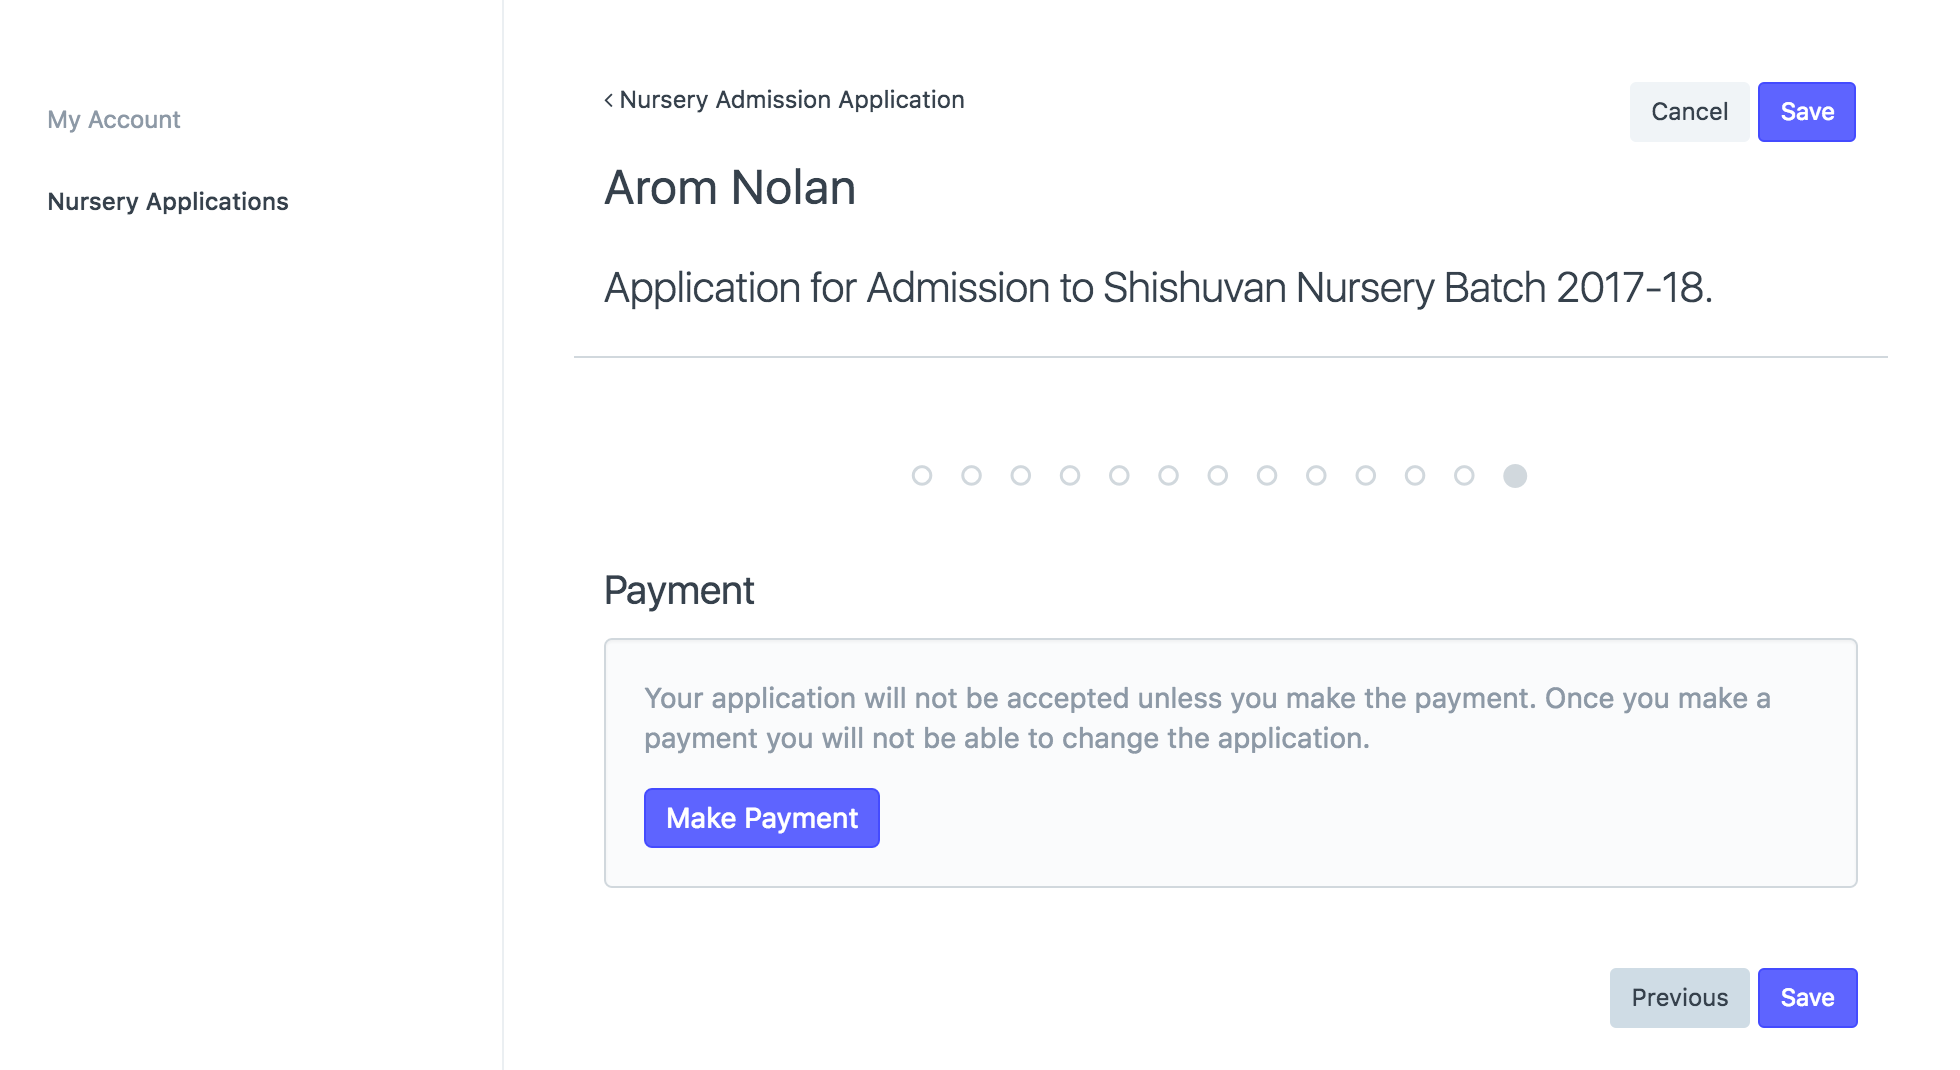 My Account
Nursery Applications
‹ Nursery Admission Application
Cancel
Save
Arom Nolan
Application for Admission to Shishuvan Nursery Batch 2017-18.
Payment
Your application will not be accepted unless you make the payment. Once you make a
payment you will not be able to change the application.
Make Payment
Previous
Save